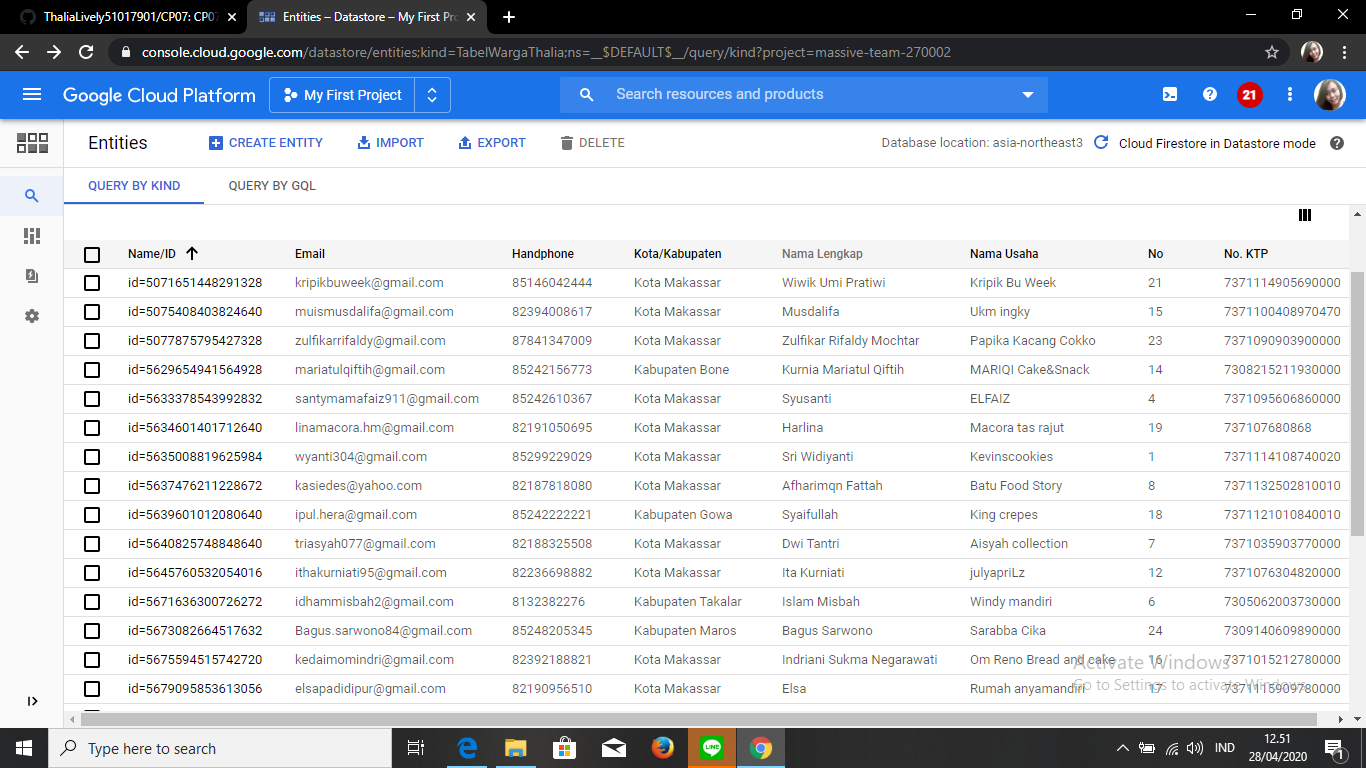 ThaliaLively51017901/CP07: CP07
Entities – Datastore – My First Pro
console.cloud.google.com/datastore/entities;kind=TabelWargaThalia;ns=__$DEFAULT$__/query/kind?project=massive-team-270002
Google Cloud Platform My First Project Search resources and products 21
Entities CREATE ENTITY IMPORT EXPORT DELETE Database location: asia-northeast3 Cloud Firestore in Datastore mode
QUERY BY KIND QUERY BY GQL
Name/ID Email Handphone Kota/Kabupaten Nama Lengkap Nama Usaha No No. KTP
id=5071651448291328 kripikbuweek@gmail.com 85146042444 Kota Makassar Wiwik Umi Pratiwi Kripik Bu Week 21 7371114905690000
id=5075408403824640 muismusdalifa@gmail.com 82394008617 Kota Makassar Musdalifa Ukm ingky 15 7371100408970470
id=5077875795427328 zulfikarrifaldy@gmail.com 87841347009 Kota Makassar Zulfikar Rifaldy Mochtar Papika Kacang Cokko 23 7371090903900000
id=5629654941564928 mariatulqiftih@gmail.com 85242156773 Kabupaten Bone Kurnia Mariatul Qiftih MARIQI Cake&Snack 14 7308215211930000
id=5633378543992832 santymamafaiz911@gmail.com 85242610367 Kota Makassar Syusanti ELFAIZ 4 7371095606860000
id=5634601401712640 linamacora.hm@gmail.com 82191050695 Kota Makassar Harlina Macora tas rajut 19 737107680868
id=5635008819625984 wyanti304@gmail.com 85299229029 Kota Makassar Sri Widiyanti Kevinscookies 1 7371114108740020
id=5637476211228672 kasiedes@yahoo.com 82187818080 Kota Makassar Afharimqn Fattah Batu Food Story 8 7371132502810010
id=5639601012080640 ipul.hera@gmail.com 85242222221 Kabupaten Gowa Syaifullah King crepes 18 7371121010840010
id=5640825748848640 triasyah077@gmail.com 82188325508 Kota Makassar Dwi Tantri Aisyah collection 7 7371035903770000
id=5645760532054016 ithakurniati95@gmail.com 82236698882 Kota Makassar Ita Kurniati julyapriLz 12 7371076304820000
id=5671636300726272 idhammisbah2@gmail.com 8132382276 Kabupaten Takalar Islam Misbah Windy mandiri 6 7305062003730000
id=5673082664517632 Bagus.sarwono84@gmail.com 85248205345 Kabupaten Maros Bagus Sarwono Sarabba Cika 24 7309140609890000
id=5675594515742720 kedaimomindri@gmail.com 82392188821 Kota Makassar Indriani Sukma Negarawati Om Reno Bread and cake 16 7371015212780000
Activate Windows
id=5679095853613056 elsapadidipur@gmail.com 82190956510 Kota Makassar Elsa Rumah anyamandiri 17 7371115909780000
Go to Settings to activate Windows.
Type here to search IND 12.51
28/04/2020 1